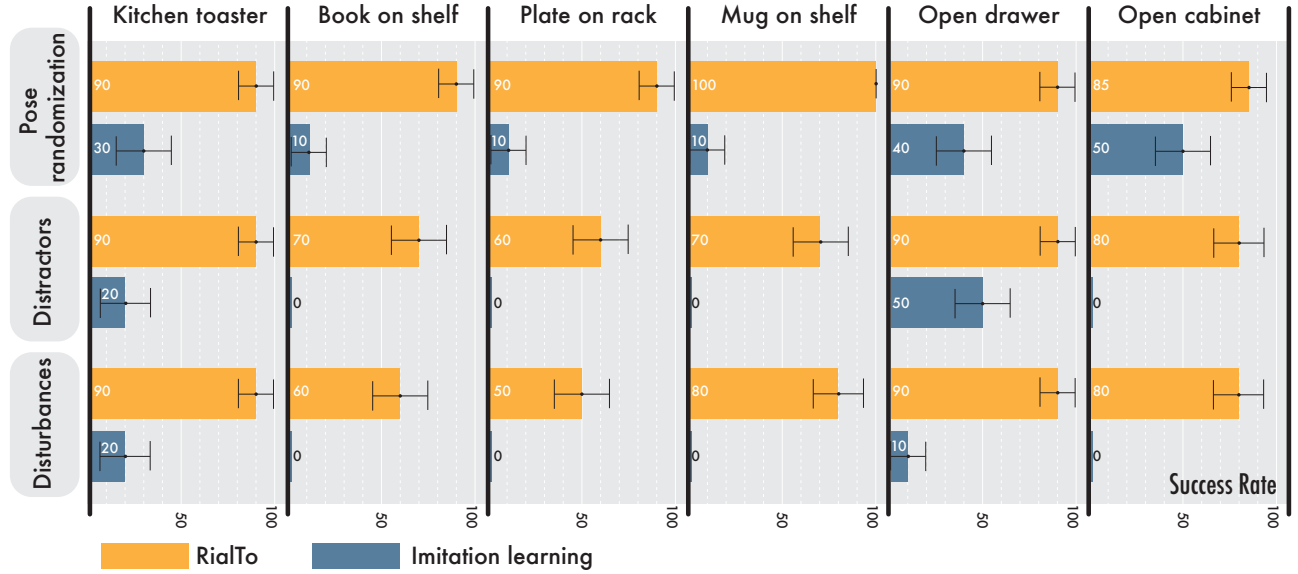 Kitchen toaster Book on shelf Plate on rack Mug on shelf Open drawer Open cabinet
Pose
randomization
90 90 90 100 90 85
30 10 10 10 40 50
Distractors
90 70 60 70 90 80
20 0 0 0 50 0
Disturbances
90 60 50 80 90 80
20 0 0 0 10 0
Success Rate
50 100 50 100 50 100 50 100 50 100 50 100
RialTo Imitation learning